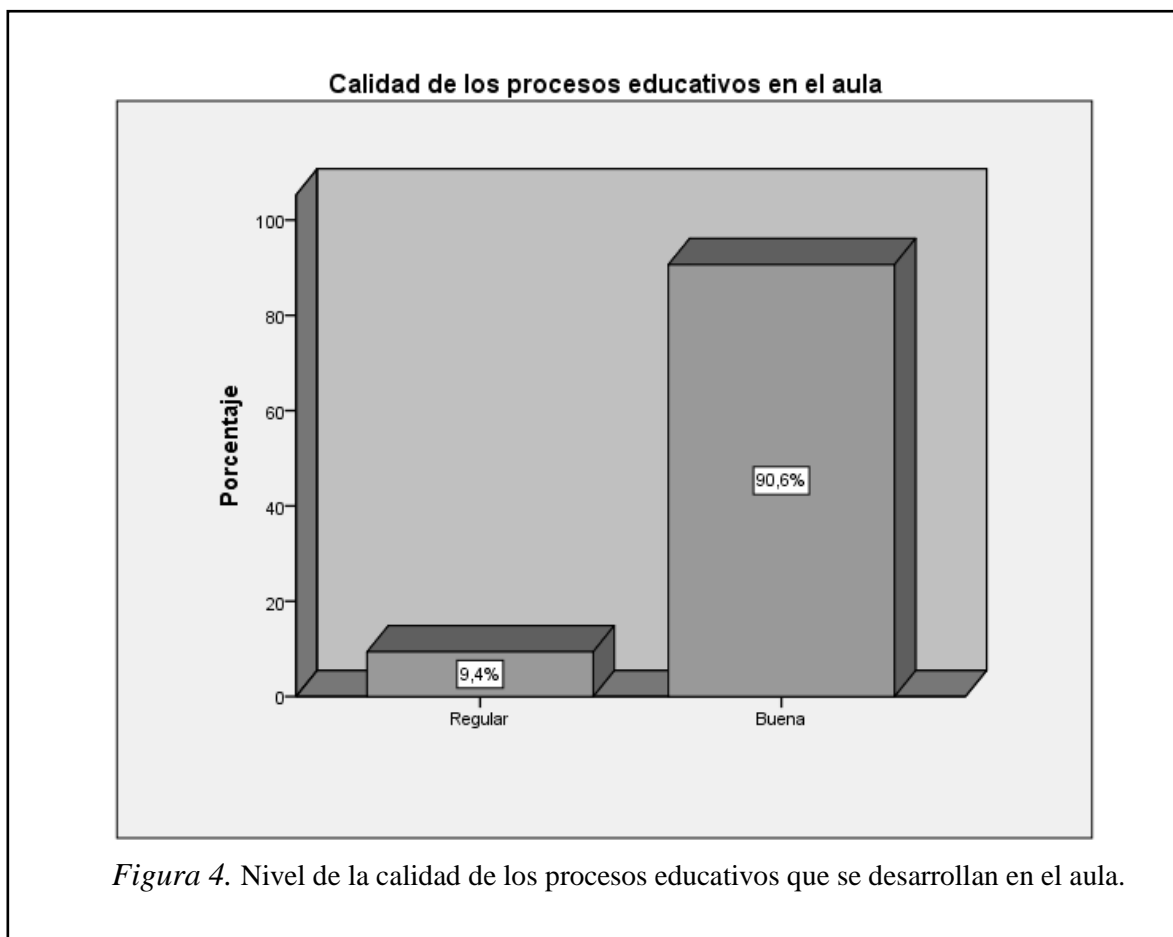 Calidad de los procesos educativos en el aula
Porcentaje
100
80
60
40
20
0
9,4%
90,6%
Regular
Buena
Figura 4. Nivel de la calidad de los procesos educativos que se desarrollan en el aula.